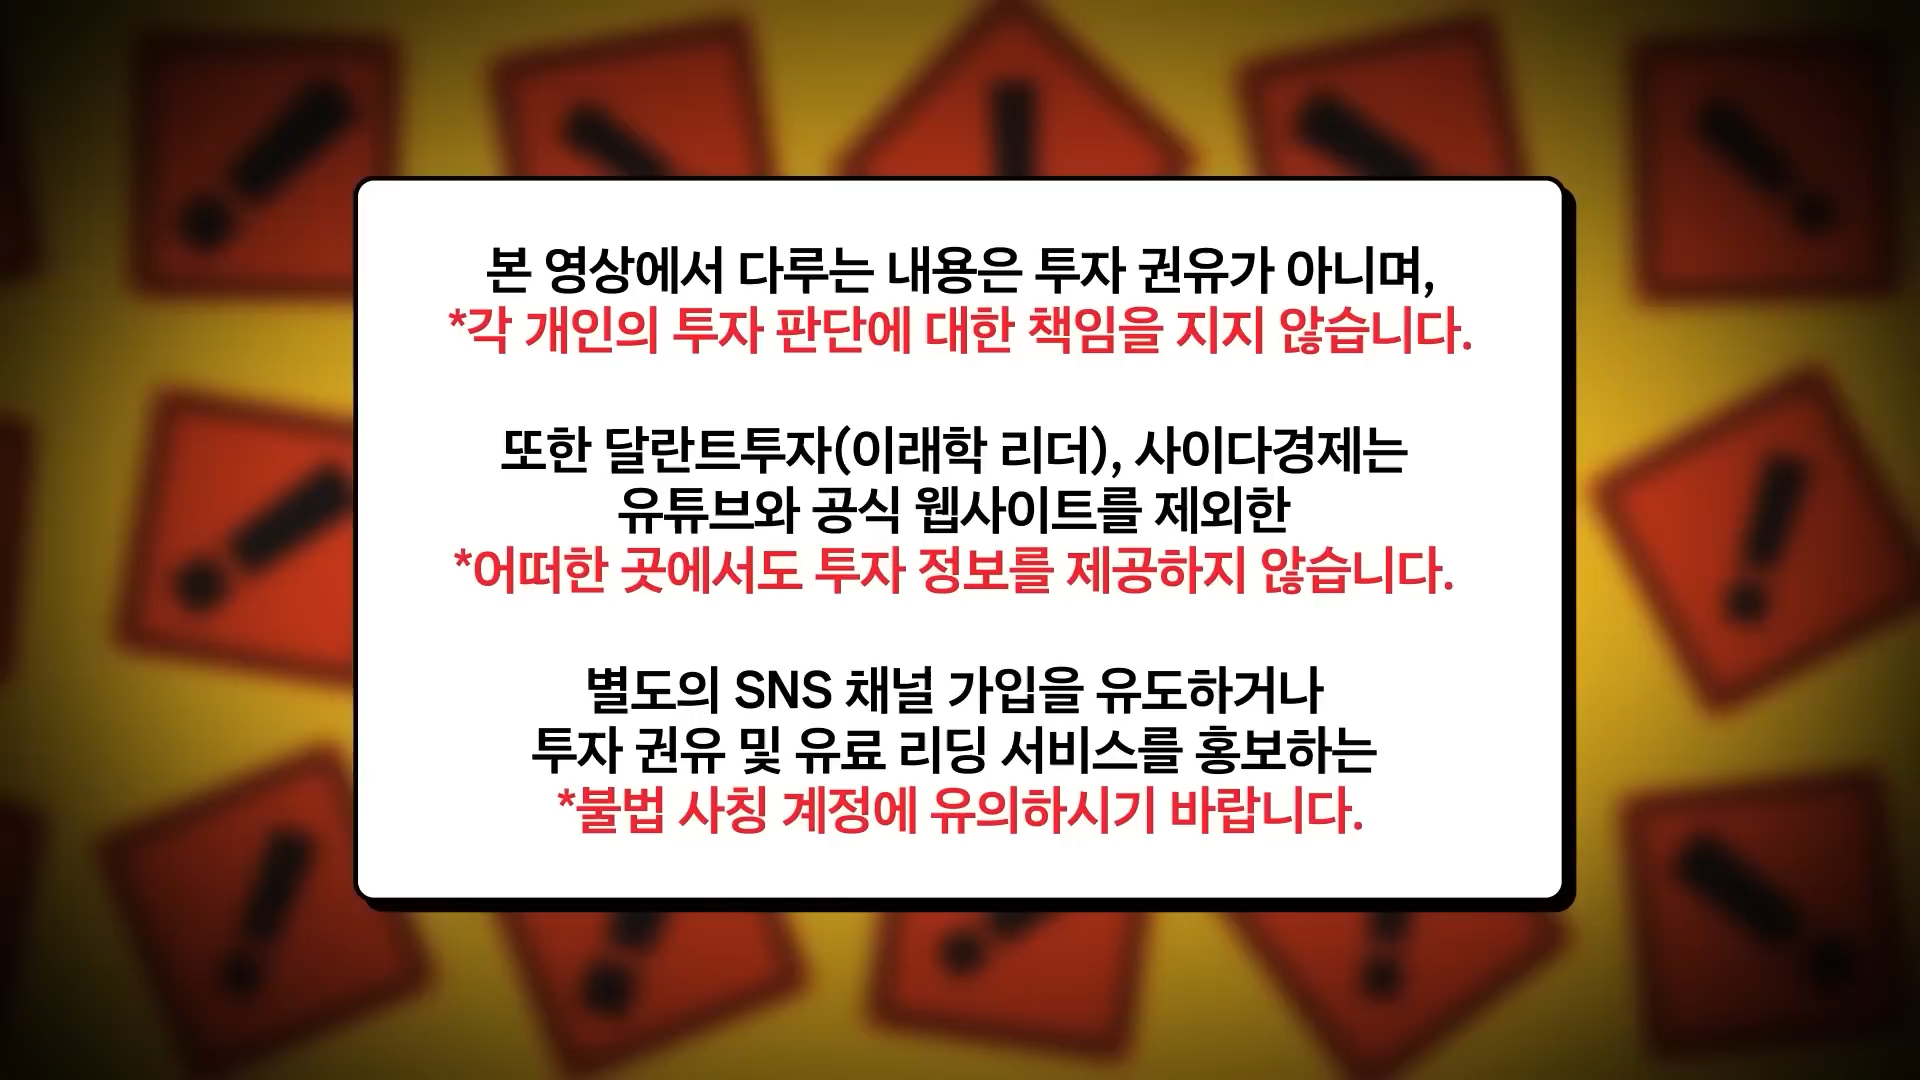 본 영상에서 다루는 내용은 투자 권유가 아니며,
*각 개인의 투자 판단에 대한 책임을 지지 않습니다.
또한 달란트투자(이래학 리더), 사이다경제는
유튜브와 공식 웹사이트를 제외한
*어떠한 곳에서도 투자 정보를 제공하지 않습니다.
별도의 SNS 채널 가입을 유도하거나
투자 권유 및 유료 리딩 서비스를 홍보하는
*불법 사칭 계정에 유의하시기 바랍니다.